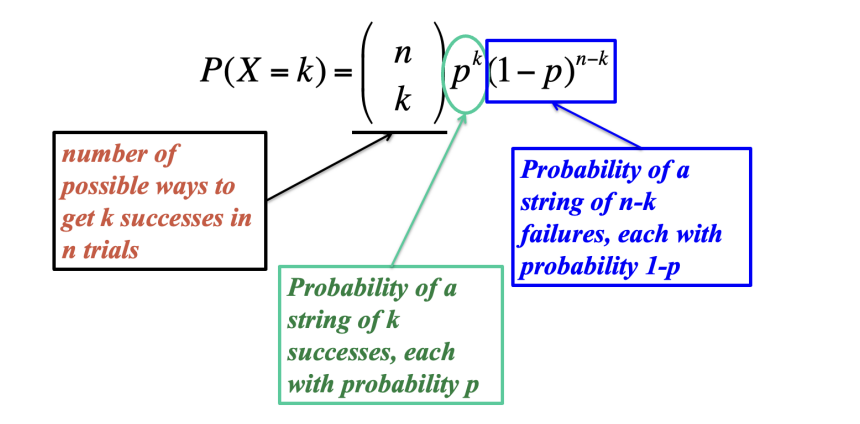 P(X = k) = ( n k ) p^k (1 − p)^{n−k}
number of
possible ways to
get k successes in
n trials
Probability of a
string of k
successes, each
with probability p
Probability of a
string of n-k
failures, each with
probability 1-p